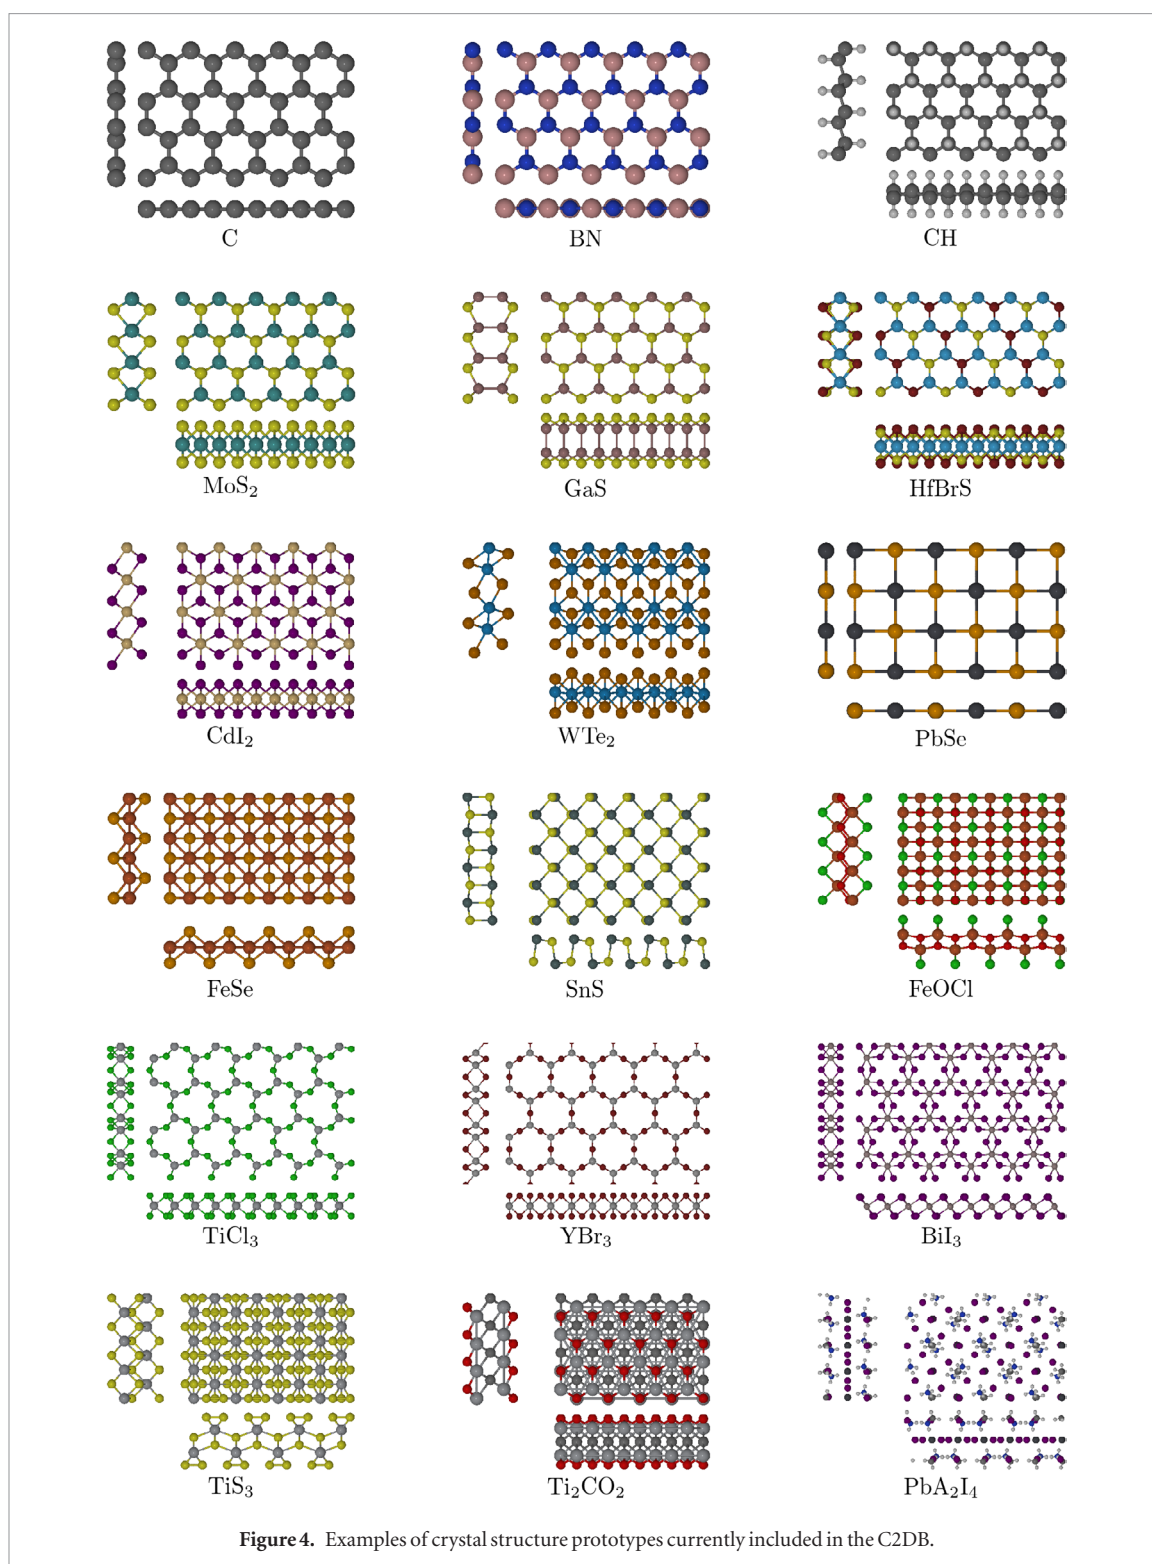 C BN CH
MoS₂ GaS HfBrS
CdI₂ WTe₂ PbSe
FeSe SnS FeOCl
TiCl₃ YBr₃ BiI₃
TiS₃ Ti₂CO₂ PbA₂I₄
Figure 4. Examples of crystal structure prototypes currently included in the C2DB.